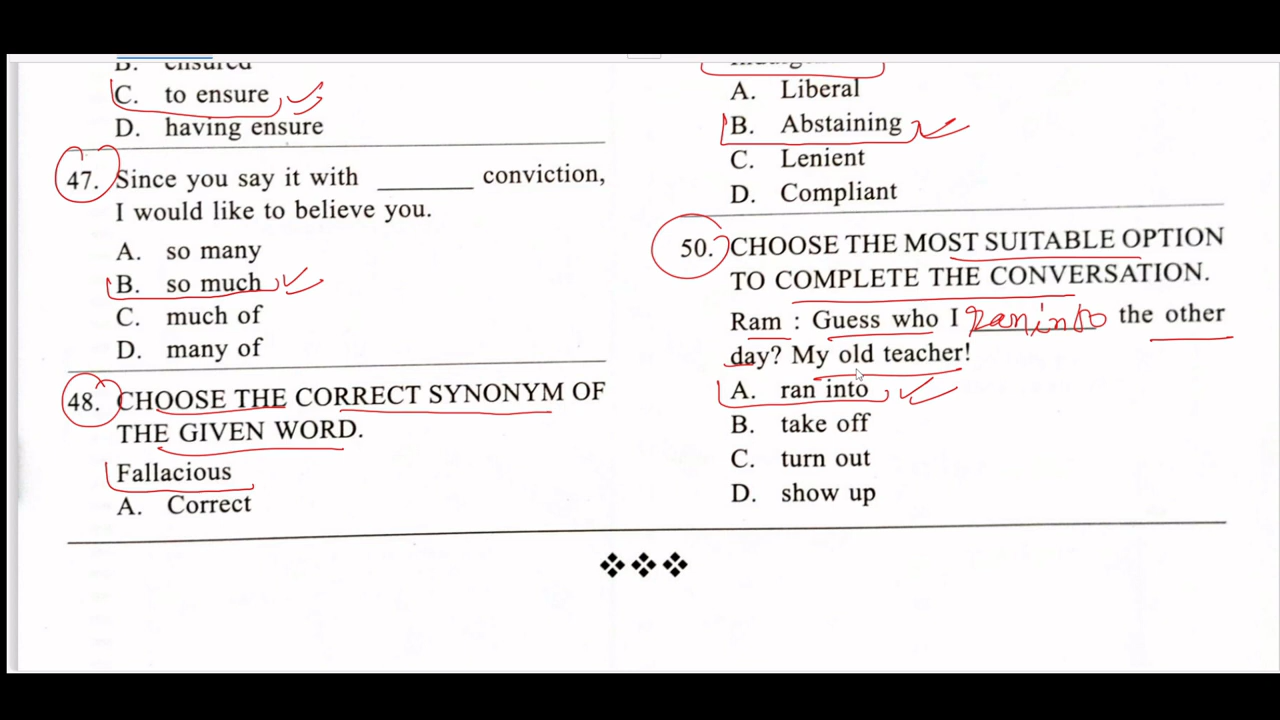 B. ensured
C. to ensure
D. having ensure
47. Since you say it with ________ conviction,
I would like to believe you.
A. so many
B. so much
C. much of
D. many of
48. CHOOSE THE CORRECT SYNONYM OF
THE GIVEN WORD.
Fallacious
A. Correct
A. Liberal
B. Abstaining
C. Lenient
D. Compliant
50. CHOOSE THE MOST SUITABLE OPTION
TO COMPLETE THE CONVERSATION.
Ram : Guess who I ran into the other
day? My old teacher!
A. ran into
B. take off
C. turn out
D. show up